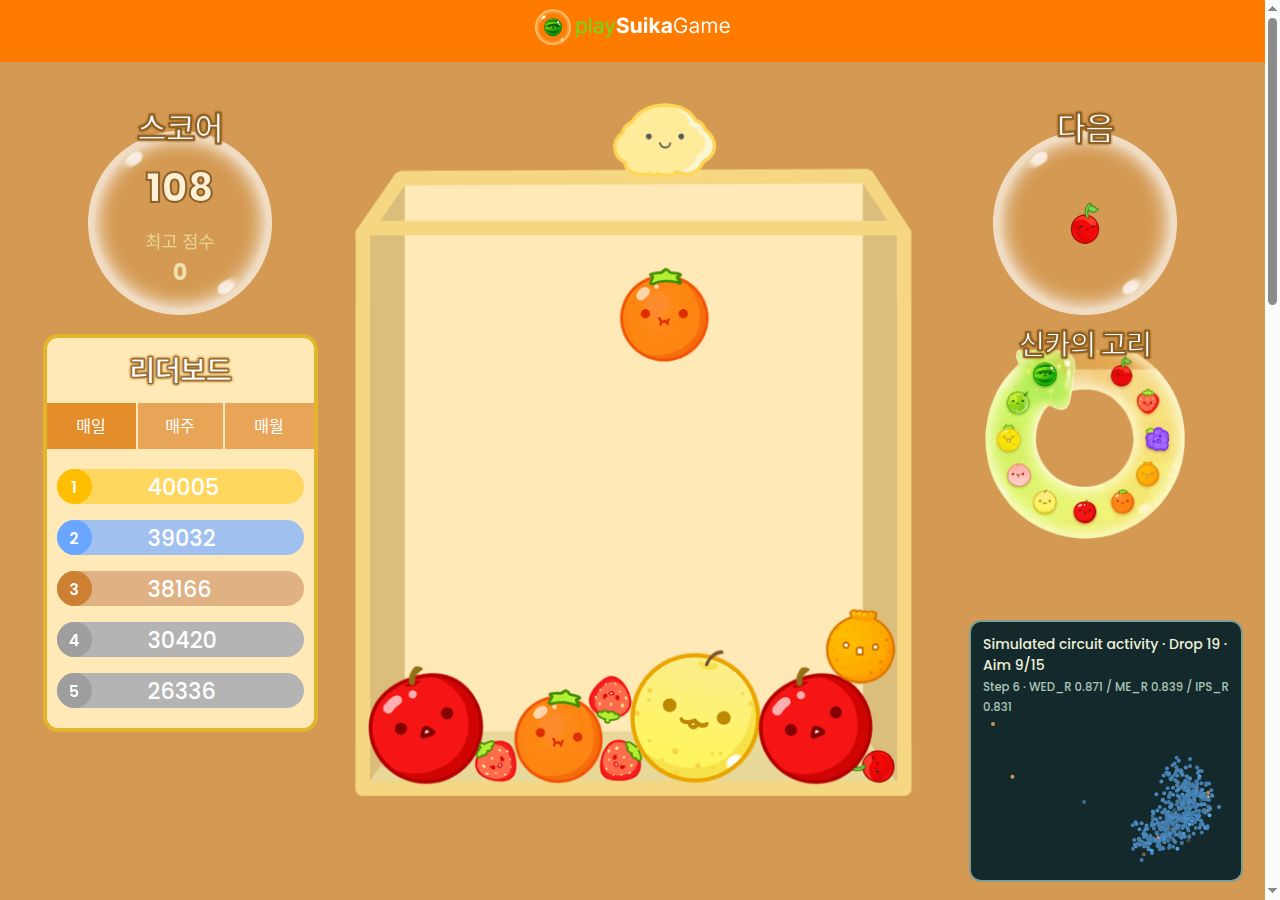 playSuikaGame
스코어
108
최고 점수
0
다음
신카의 고리
리더보드
매일 매주 매월
1 40005
2 39032
3 38166
4 30420
5 26336
Simulated circuit activity · Drop 19 ·
Aim 9/15
Step 6 · WED_R 0.871 / ME_R 0.839 / IPS_R
0.831